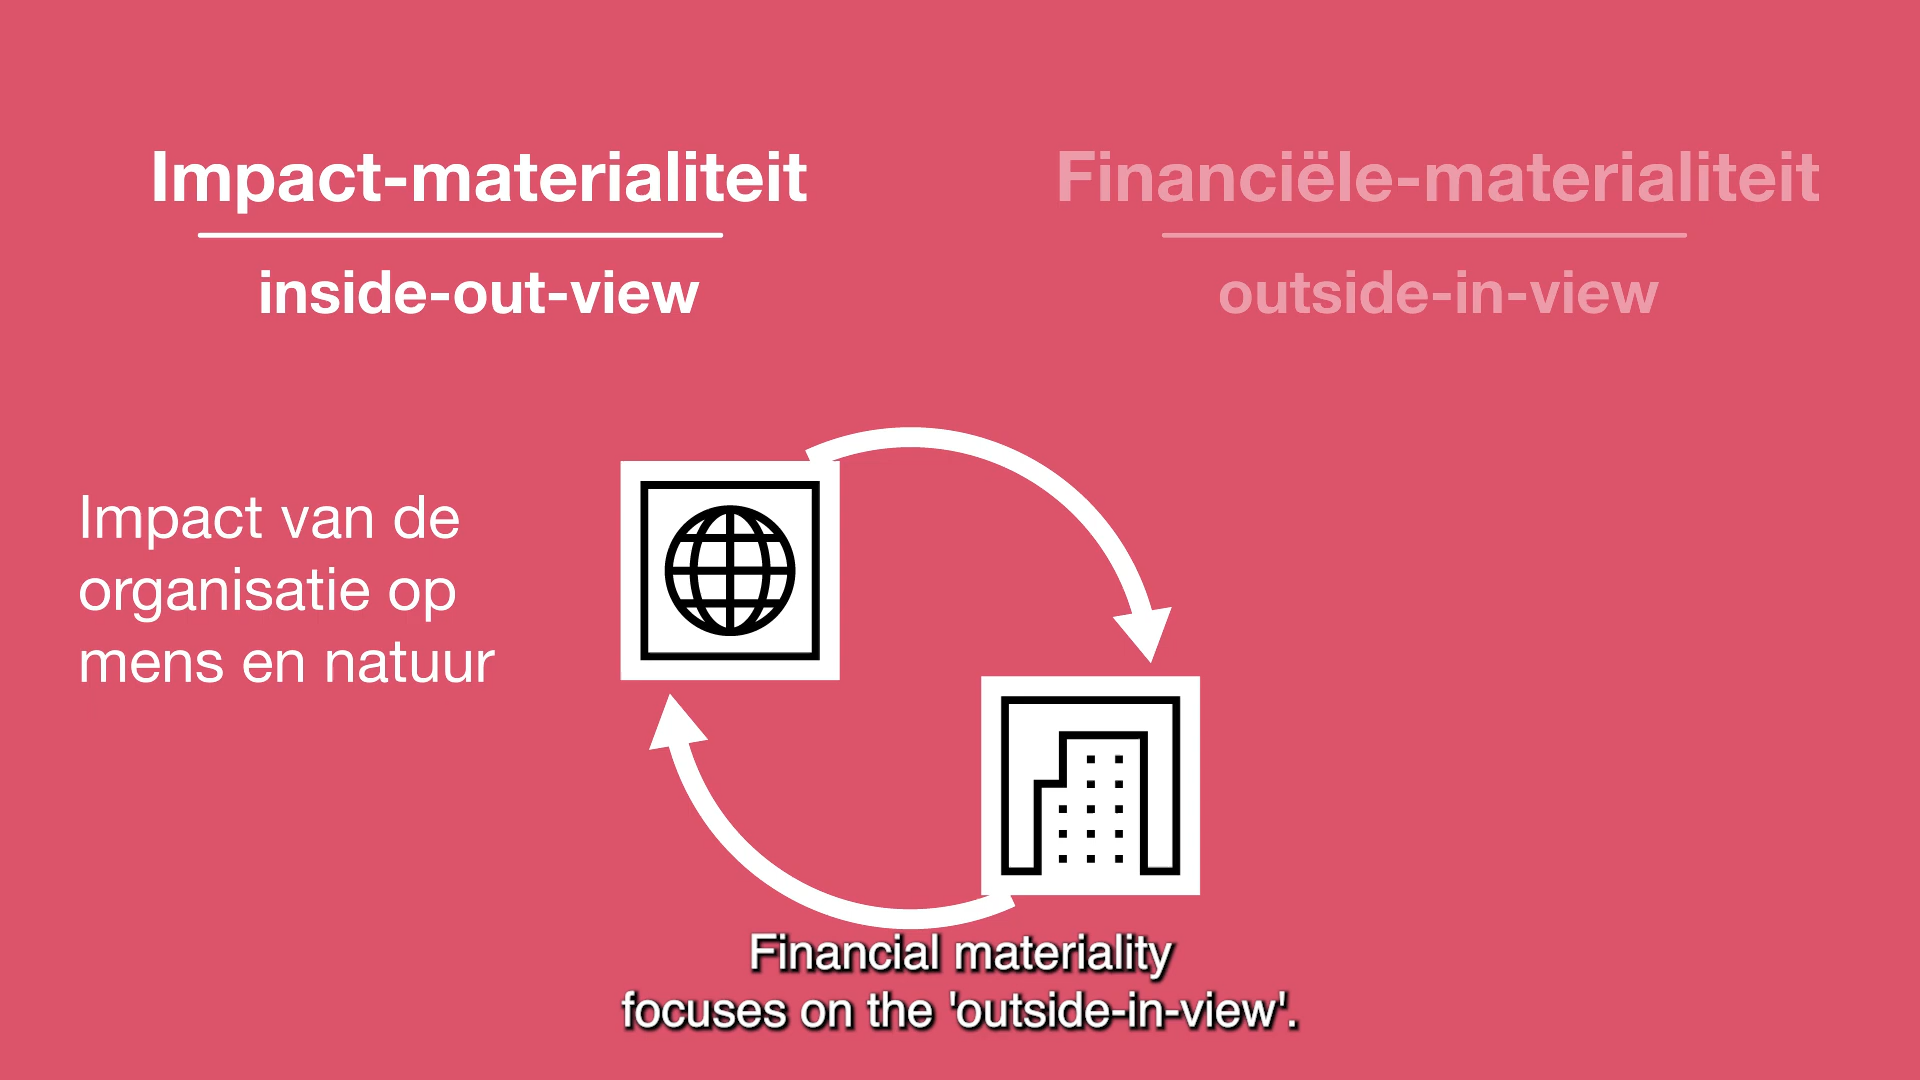 Impact-materialiteit
inside-out-view
Financiële-materialiteit
outside-in-view
Impact van de
organisatie op
mens en natuur
Financial materiality
focuses on the 'outside-in-view'.